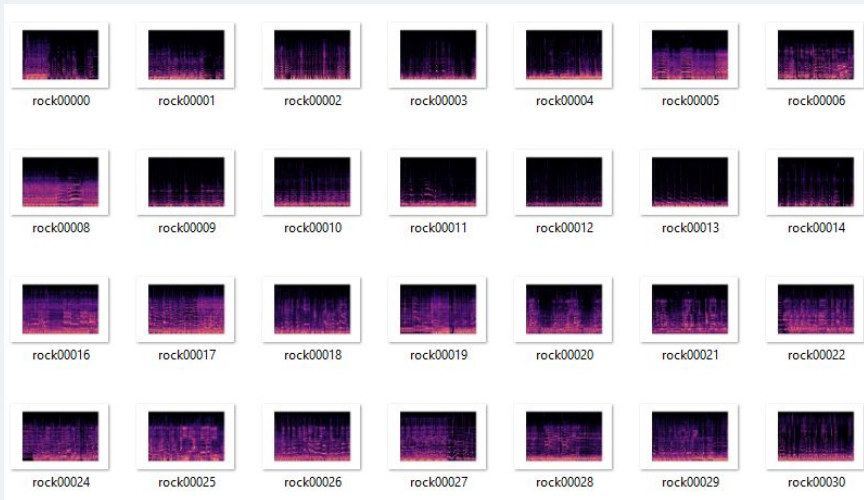 rock00000 rock00001 rock00002 rock00003 rock00004 rock00005 rock00006
rock00008 rock00009 rock00010 rock00011 rock00012 rock00013 rock00014
rock00016 rock00017 rock00018 rock00019 rock00020 rock00021 rock00022
rock00024 rock00025 rock00026 rock00027 rock00028 rock00029 rock00030